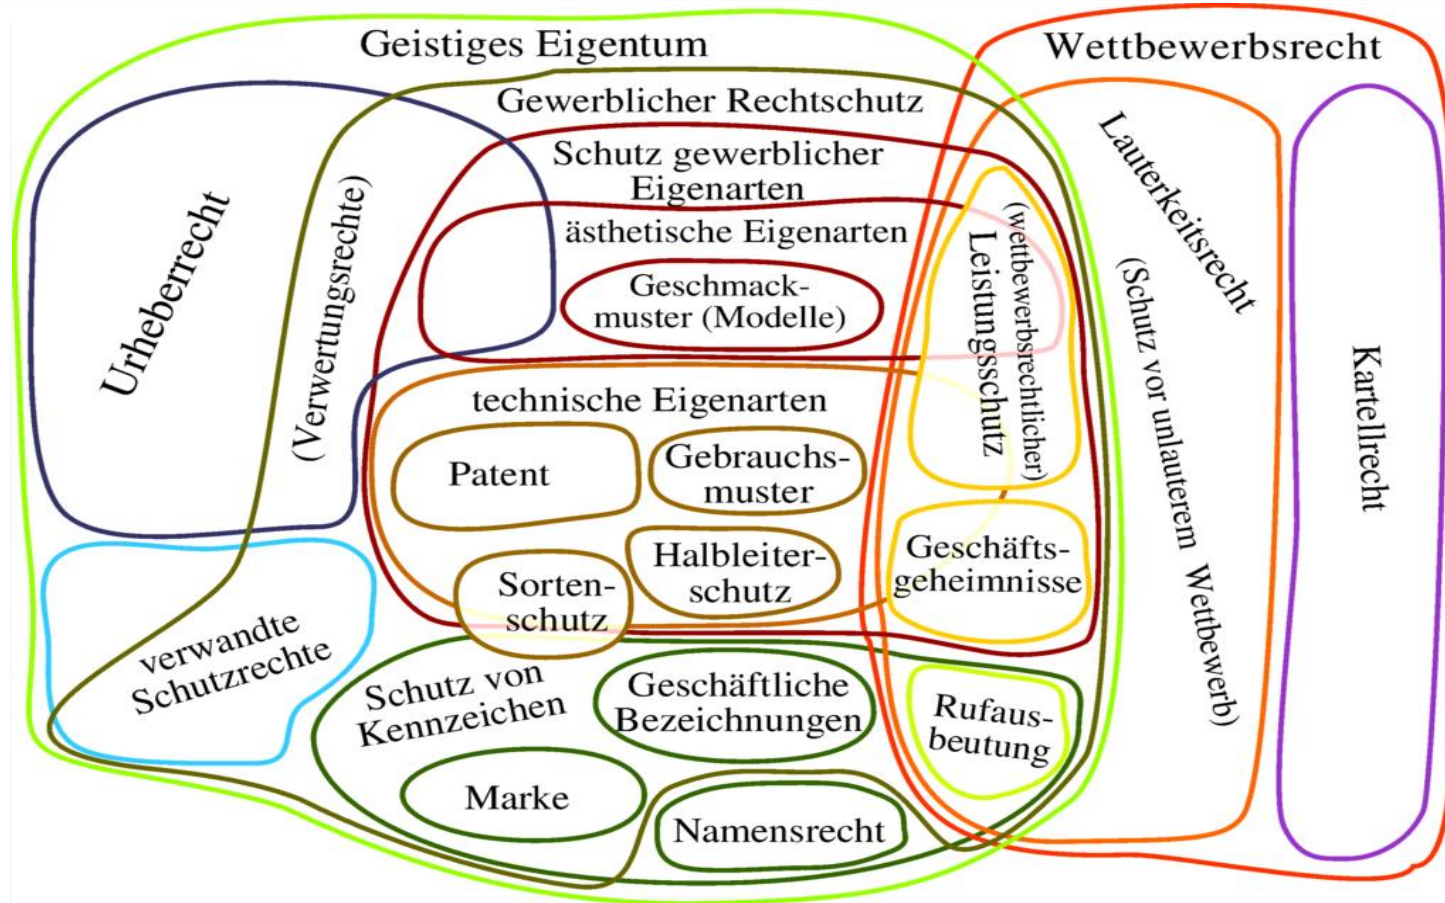 Geistiges Eigentum
Wettbewerbsrecht
Gewerblicher Rechtschutz
Schutz gewerblicher
Eigenarten
ästhetische Eigenarten
Geschmack-
muster (Modelle)
Urheberrecht
(Verwertungsrechte)
(wettbewerbsrechtlicher)
Leistungsschutz
Lauterkeitsrecht
(Schutz vor unlauterem Wettbewerb)
Kartellrecht
technische Eigenarten
Patent
Gebrauchs-
muster
Sorten-
schutz
Halbleiter-
schutz
Geschäfts-
geheimnisse
verwandte
Schutzrechte
Schutz von
Kennzeichen
Geschäftliche
Bezeichnungen
Rufaus-
beutung
Marke
Namensrecht